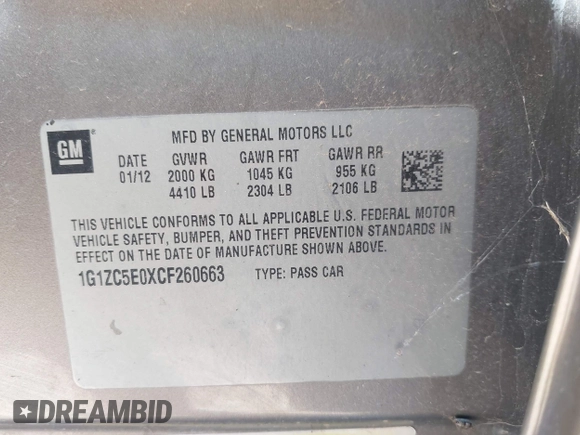 GM
MFD BY GENERAL MOTORS LLC
DATE GVWR GAWR FRT GAWR RR
01/12 2000 KG 1045 KG 955 KG
4410 LB 2304 LB 2106 LB
THIS VEHICLE CONFORMS TO ALL APPLICABLE U.S. FEDERAL MOTOR
VEHICLE SAFETY, BUMPER, AND THEFT PREVENTION STANDARDS IN
EFFECT ON THE DATE OF MANUFACTURE SHOWN ABOVE.
1G1ZC5E0XCF260663 TYPE: PASS CAR
DREAMBID